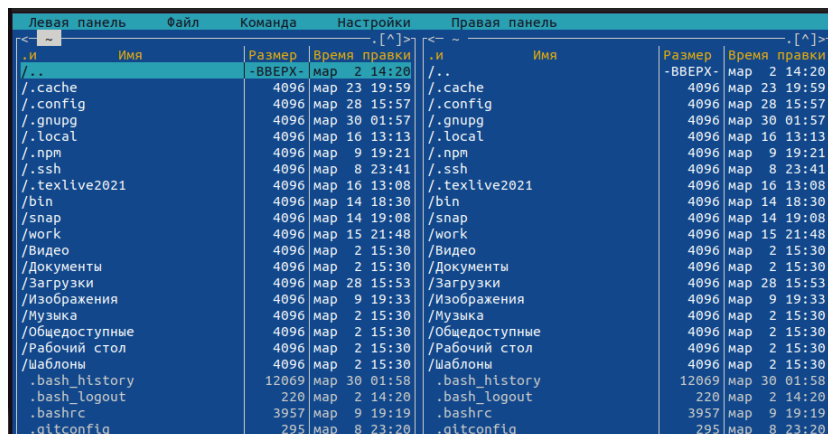 Левая панель Файл Команда Настройки Правая панель
<─ ~ .[^]> <─ ~ .[^]>
.и Имя Размер Время правки .и Имя Размер Время правки
/.. -ВВЕРХ- мар 2 14:20 /.. -ВВЕРХ- мар 2 14:20
/.cache 4096 мар 23 19:59 /.cache 4096 мар 23 19:59
/.config 4096 мар 28 15:57 /.config 4096 мар 28 15:57
/.gnupg 4096 мар 30 01:57 /.gnupg 4096 мар 30 01:57
/.local 4096 мар 16 13:13 /.local 4096 мар 16 13:13
/.npm 4096 мар 9 19:21 /.npm 4096 мар 9 19:21
/.ssh 4096 мар 8 23:41 /.ssh 4096 мар 8 23:41
/.texlive2021 4096 мар 16 13:08 /.texlive2021 4096 мар 16 13:08
/bin 4096 мар 14 18:30 /bin 4096 мар 14 18:30
/snap 4096 мар 14 19:08 /snap 4096 мар 14 19:08
/work 4096 мар 15 21:48 /work 4096 мар 15 21:48
/Видео 4096 мар 2 15:30 /Видео 4096 мар 2 15:30
/Документы 4096 мар 2 15:30 /Документы 4096 мар 2 15:30
/Загрузки 4096 мар 28 15:53 /Загрузки 4096 мар 28 15:53
/Изображения 4096 мар 9 19:33 /Изображения 4096 мар 9 19:33
/Музыка 4096 мар 2 15:30 /Музыка 4096 мар 2 15:30
/Общедоступные 4096 мар 2 15:30 /Общедоступные 4096 мар 2 15:30
/Рабочий стол 4096 мар 2 15:30 /Рабочий стол 4096 мар 2 15:30
/Шаблоны 4096 мар 2 15:30 /Шаблоны 4096 мар 2 15:30
.bash_history 12069 мар 30 01:58 .bash_history 12069 мар 30 01:58
.bash_logout 220 мар 2 14:20 .bash_logout 220 мар 2 14:20
.bashrc 3957 мар 9 19:19 .bashrc 3957 мар 9 19:19
.gitconfig 295 мар 8 23:20 .gitconfig 295 мар 8 23:20